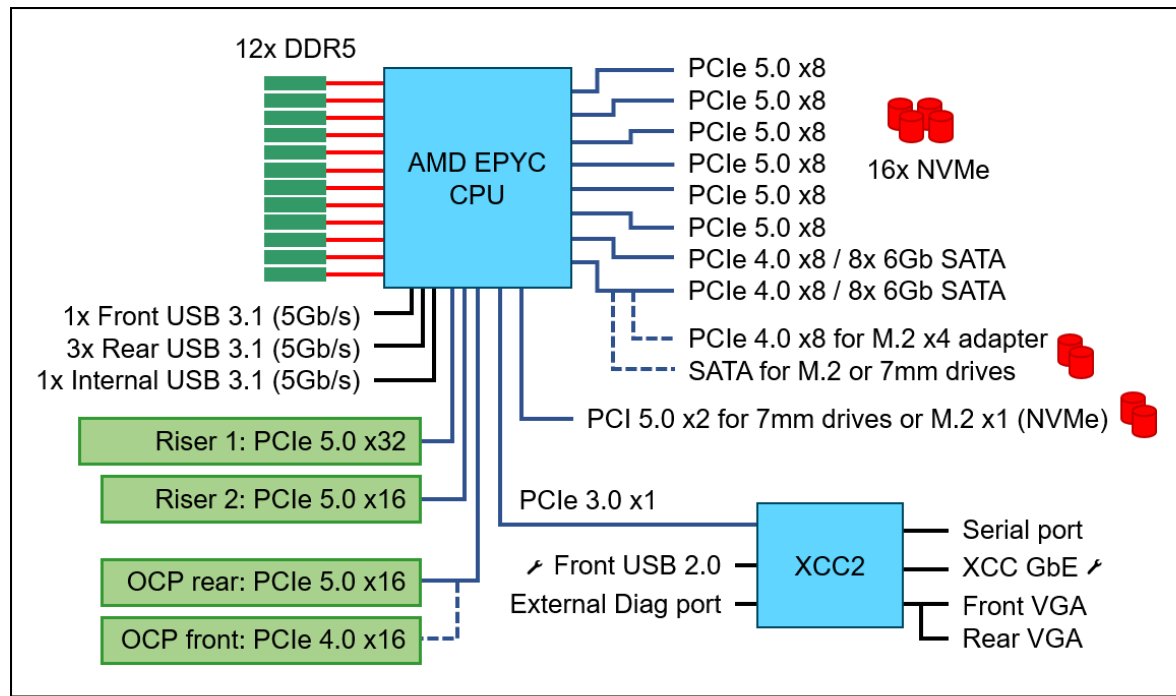 12x DDR5
AMD EPYC
CPU
PCIe 5.0 x8
PCIe 5.0 x8
PCIe 5.0 x8
PCIe 5.0 x8
PCIe 5.0 x8
PCIe 5.0 x8
PCIe 4.0 x8 / 8x 6Gb SATA
PCIe 4.0 x8 / 8x 6Gb SATA
16x NVMe
PCIe 4.0 x8 for M.2 x4 adapter
SATA for M.2 or 7mm drives
PCI 5.0 x2 for 7mm drives or M.2 x1 (NVMe)
1x Front USB 3.1 (5Gb/s)
3x Rear USB 3.1 (5Gb/s)
1x Internal USB 3.1 (5Gb/s)
Riser 1: PCIe 5.0 x32
Riser 2: PCIe 5.0 x16
OCP rear: PCIe 5.0 x16
OCP front: PCIe 4.0 x16
PCIe 3.0 x1
Front USB 2.0
External Diag port
XCC2
Serial port
XCC GbE
Front VGA
Rear VGA